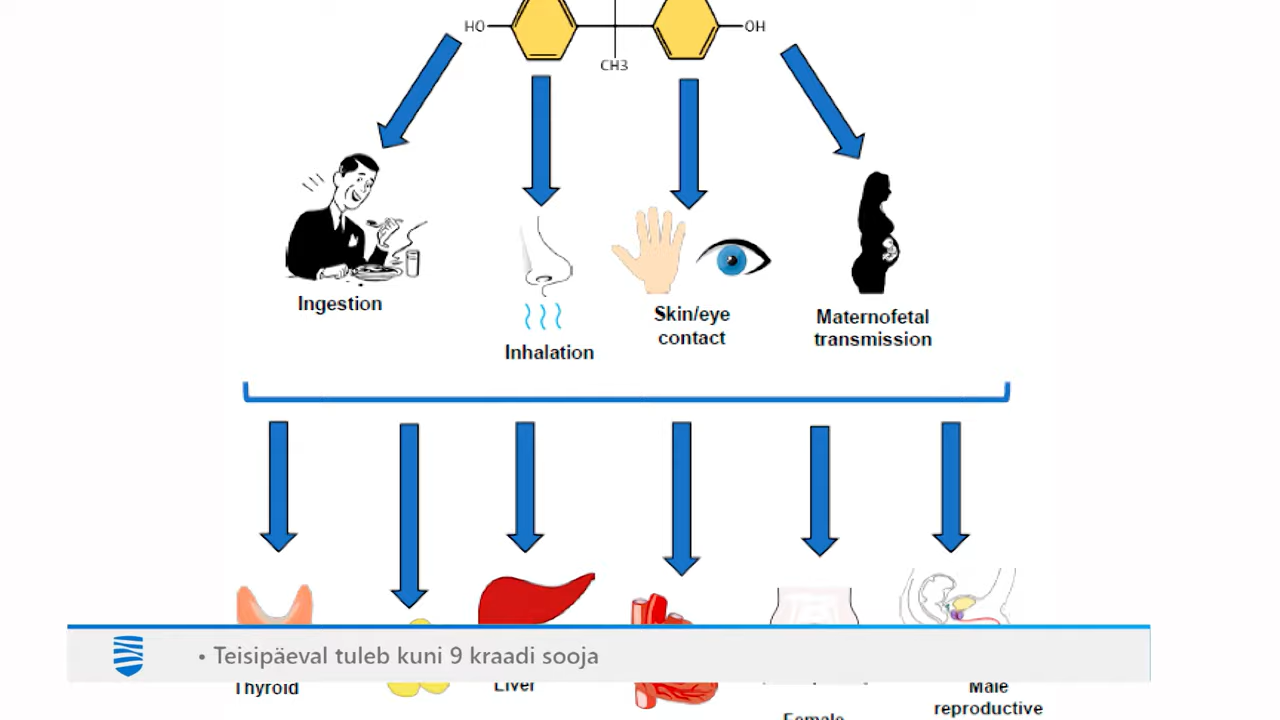 HO
OH
CH3
Ingestion
Inhalation
Skin/eye
contact
Maternofetal
transmission
• Teisipäeval tuleb kuni 9 kraadi sooja
Thyroid
Liver
Male
reproductive
Female